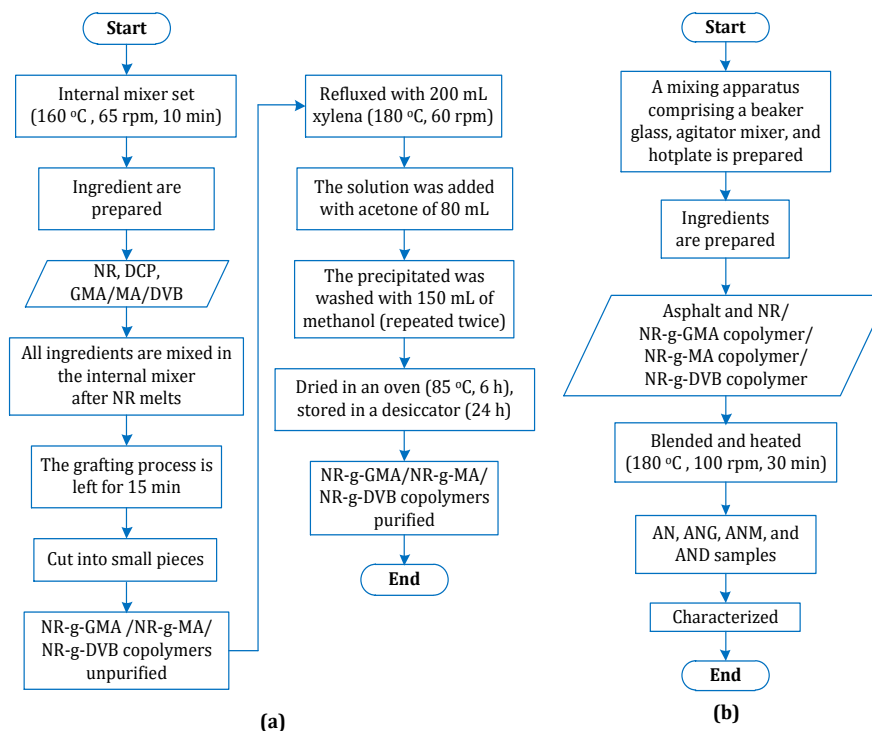 Start
Internal mixer set
(160 ºC , 65 rpm, 10 min)
Ingredient are
prepared
NR, DCP,
GMA/MA/DVB
All ingredients are mixed in
the internal mixer
after NR melts
The grafting process is
left for 15 min
Cut into small pieces
NR-g-GMA /NR-g-MA/
NR-g-DVB copolymers
unpurified
Refluxed with 200 mL
xylena (180 ºC, 60 rpm)
The solution was added
with acetone of 80 mL
The precipitated was
washed with 150 mL of
methanol (repeated twice)
Dried in an oven (85 ºC, 6 h),
stored in a desiccator (24 h)
NR-g-GMA/NR-g-MA/
NR-g-DVB copolymers
purified
End
(a)
Start
A mixing apparatus
comprising a beaker
glass, agitator mixer, and
hotplate is prepared
Ingredients
are prepared
Asphalt and NR/
NR-g-GMA copolymer/
NR-g-MA copolymer/
NR-g-DVB copolymer
Blended and heated
(180 ºC , 100 rpm, 30 min)
AN, ANG, ANM, and
AND samples
Characterized
End
(b)